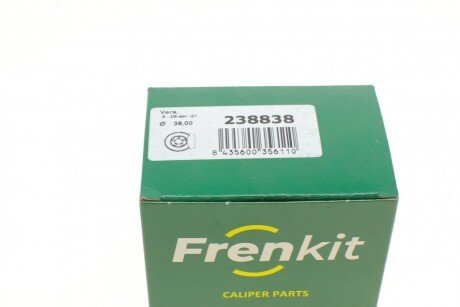 Vers.
Ø 38,00
238838
8 435600 356110
Frenkit
CALIPER PARTS